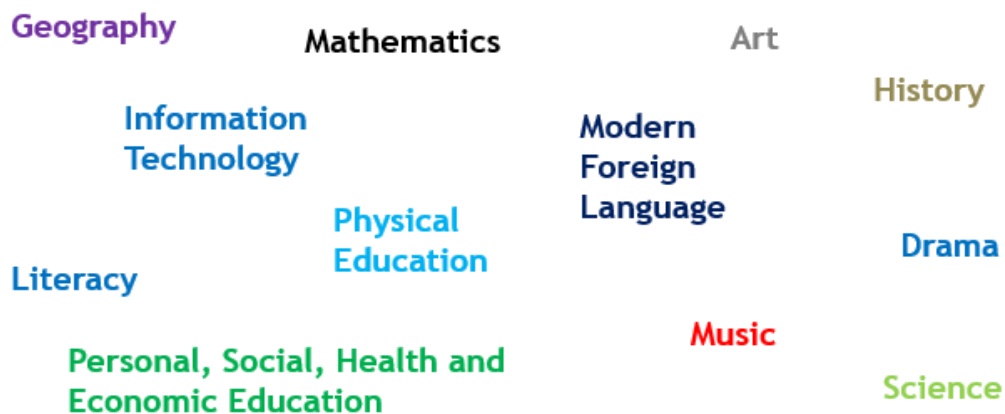 Geography
Mathematics
Art
History
Information
Technology
Modern
Foreign
Language
Physical
Education
Drama
Literacy
Music
Personal, Social, Health and
Economic Education
Science